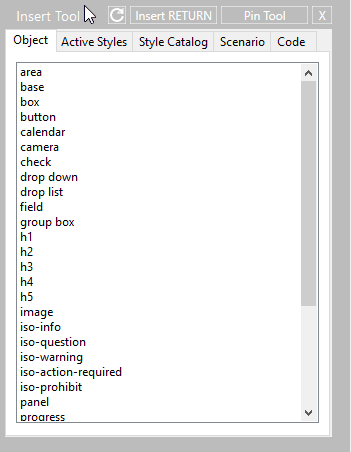 Insert Tool Insert RETURN Pin Tool X
Object Active Styles Style Catalog Scenario Code
area
base
box
button
calendar
camera
check
drop down
drop list
field
group box
h1
h2
h3
h4
h5
image
iso-info
iso-question
iso-warning
iso-action-required
iso-prohibit
panel
progress